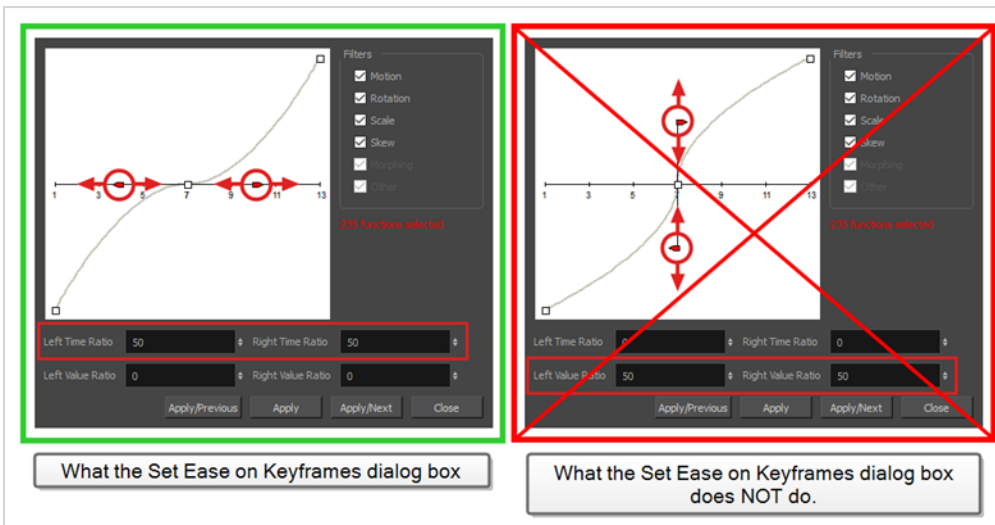 Filters
Motion
Rotation
Scale
Skew
Morphing
Other
1 3 5 7 9 11 13
235 functions selected
Left Time Ratio 50 Right Time Ratio 50
Left Value Ratio 0 Right Value Ratio 0
Apply/Previous Apply Apply/Next Close
What the Set Ease on Keyframes dialog box
Filters
Motion
Rotation
Scale
Skew
Morphing
Other
1 3 5 7 9 11 13
235 functions selected
Left Time Ratio 0 Right Time Ratio 0
Left Value Ratio 50 Right Value Ratio 50
Apply/Previous Apply Apply/Next Close
What the Set Ease on Keyframes dialog box
does NOT do.